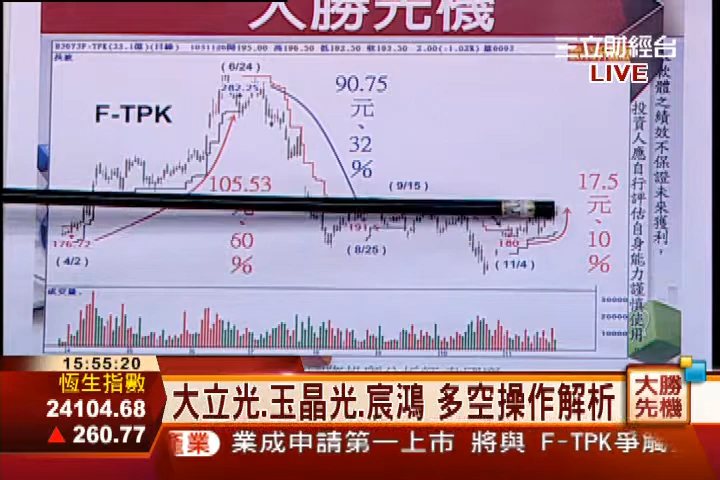 大勝先機
三立財經台
LIVE
F-TPK
(6/24)
282.25
90.75
元、
32
%
105.53
元、
60
%
(9/15)
17.5
元、
10
%
176.72
(4/2)
191
(8/25)
180
(11/4)
軟體之績效不保證未來獲利，
投資人應自行評估自身能力謹慎使用
成交量
30000
20000
10000
15:55:20
恆生指數
24104.68
▲ 260.77
大立光.玉晶光.宸鴻 多空操作解析
大勝
先機
業 業成申請第一上市 將與 F-TPK爭觸